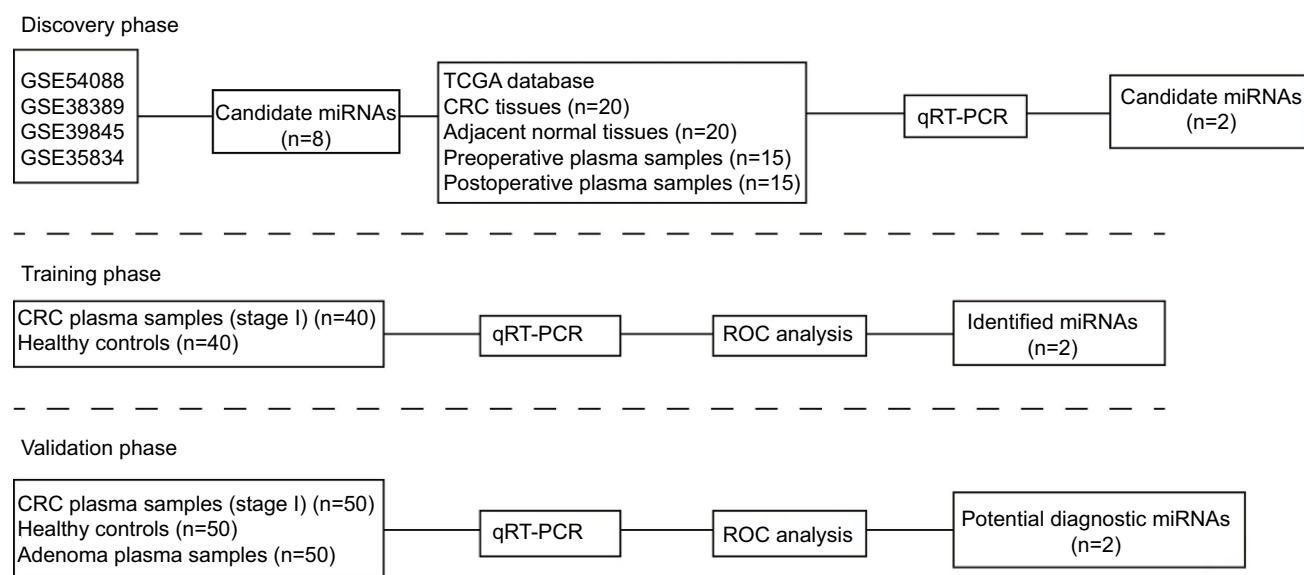 Discovery phase
GSE54088
GSE38389
GSE39845
GSE35834
Candidate miRNAs
(n=8)
TCGA database
CRC tissues (n=20)
Adjacent normal tissues (n=20)
Preoperative plasma samples (n=15)
Postoperative plasma samples (n=15)
qRT-PCR
Candidate miRNAs
(n=2)
Training phase
CRC plasma samples (stage I) (n=40)
Healthy controls (n=40)
qRT-PCR
ROC analysis
Identified miRNAs
(n=2)
Validation phase
CRC plasma samples (stage I) (n=50)
Healthy controls (n=50)
Adenoma plasma samples (n=50)
qRT-PCR
ROC analysis
Potential diagnostic miRNAs
(n=2)